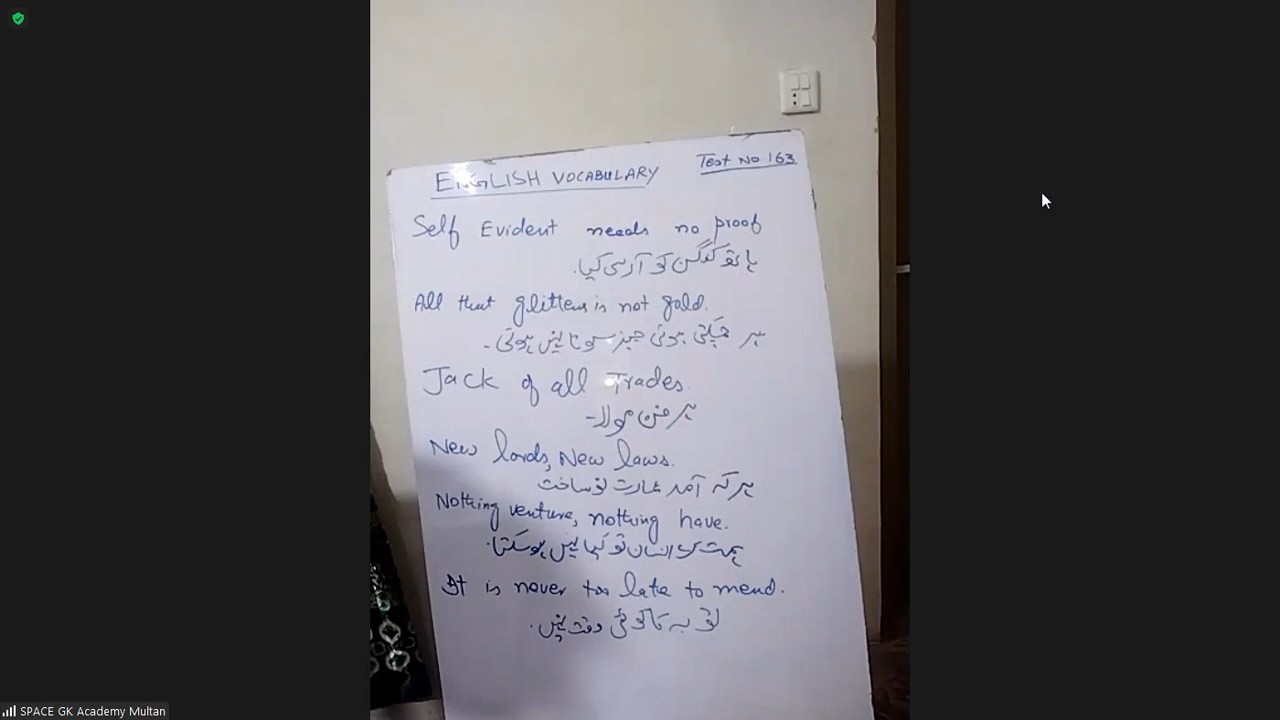 ENGLISH VOCABULARY Test No 163
Self Evident needs no proof
ہاتھ کنگن کو آرسی کیا.
All that glitters is not gold.
ہر چمکتی ہوئی چیز سونا نہیں ہوتی۔
Jack of all Trades.
ہر فن مولا۔
New lords, New laws.
ہر کہ آمد عمارت نو ساخت
Nothing venture, nothing have.
ہمت کرے انسان تو کیا نہیں ہو سکتا.
It is never too late to mend.
توبہ کا کوئی وقت نہیں.
SPACE GK Academy Multan